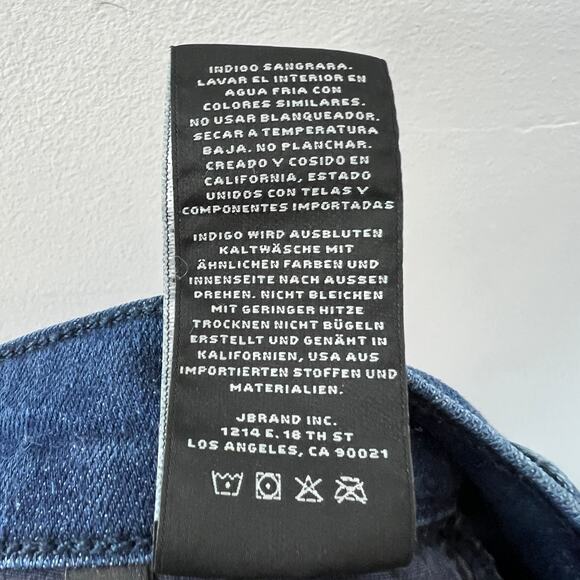 INDIGO SANGRARA.
LAVAR EL INTERIOR EN
AGUA FRIA CON
COLORES SIMILARES.
NO USAR BLANQUEADOR.
SECAR A TEMPERATURA
BAJA. NO PLANCHAR.
CREADO Y COSIDO EN
CALIFORNIA, ESTADO
UNIDOS CON TELAS Y
COMPONENTES IMPORTADAS
INDIGO WIRD AUSBLUTEN
KALTWÄSCHE MIT
ÄHNLICHEN FARBEN UND
INNENSEITE NACH AUSSEN
DREHEN. NICHT BLEICHEN
MIT GERINGER HITZE
TROCKNEN NICHT BÜGELN
ERSTELLT UND GENÄHT IN
KALIFORNIEN, USA AUS
IMPORTIERTEN STOFFEN UND
MATERIALIEN.
JBRAND INC.
1214 E. 18 TH ST
LOS ANGELES, CA 90021